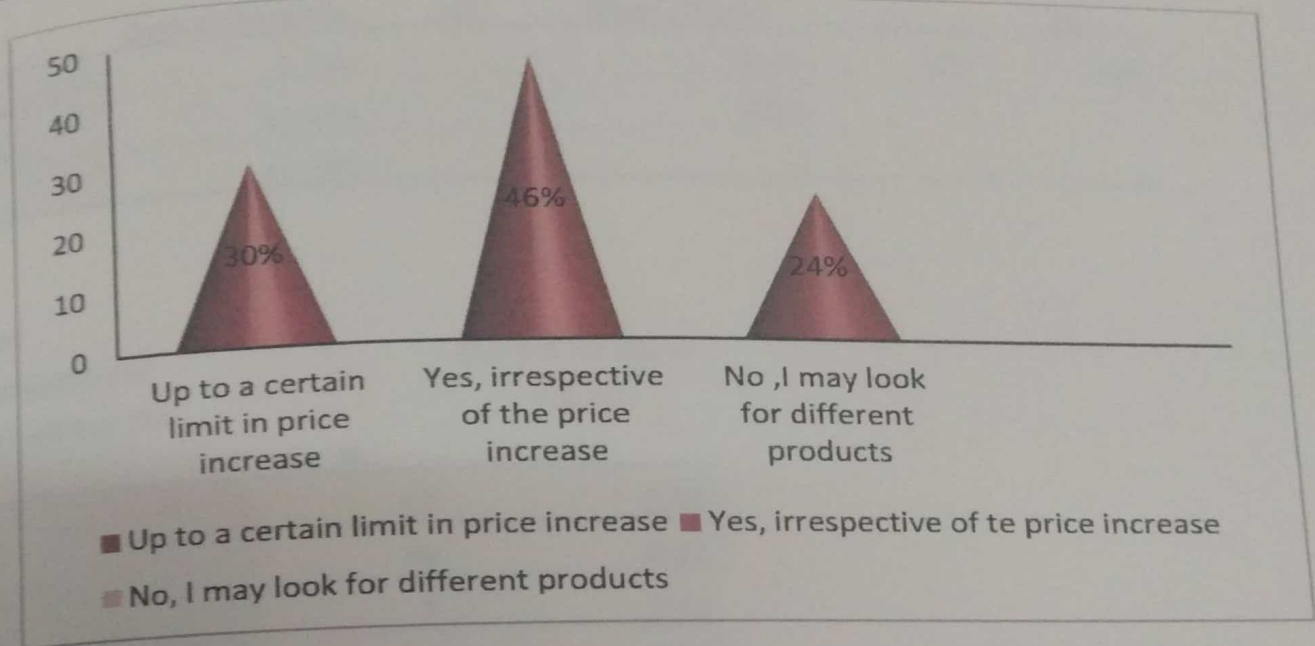 50
40
30
20
10
0
30%
46%
24%
Up to a certain
limit in price
increase
Yes, irrespective
of the price
increase
No ,I may look
for different
products
Up to a certain limit in price increase
Yes, irrespective of te price increase
No, I may look for different products